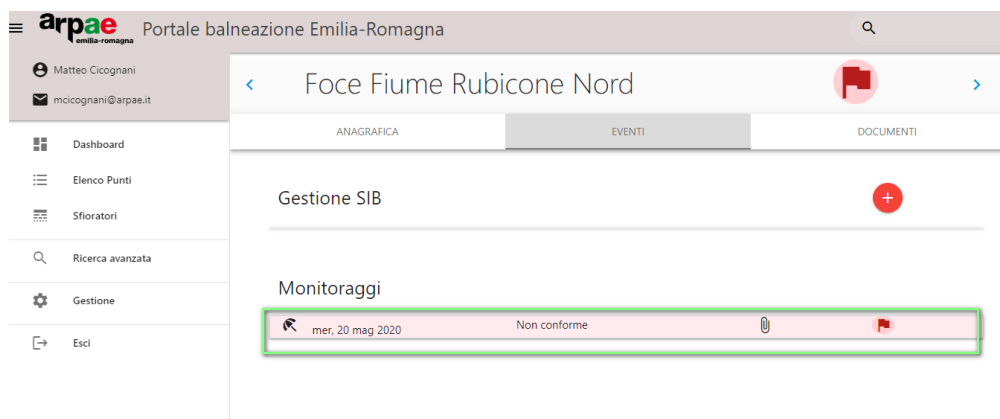 arpae
emilia-romagna
Portale balneazione Emilia-Romagna
Matteo Cicognani
mcicognani@arpae.it
Dashboard
Elenco Punti
Sfioratori
Ricerca avanzata
Gestione
Esci
Foce Fiume Rubicone Nord
ANAGRAFICA EVENTI DOCUMENTI
Gestione SIB
Monitoraggi
mer, 20 mag 2020 Non conforme